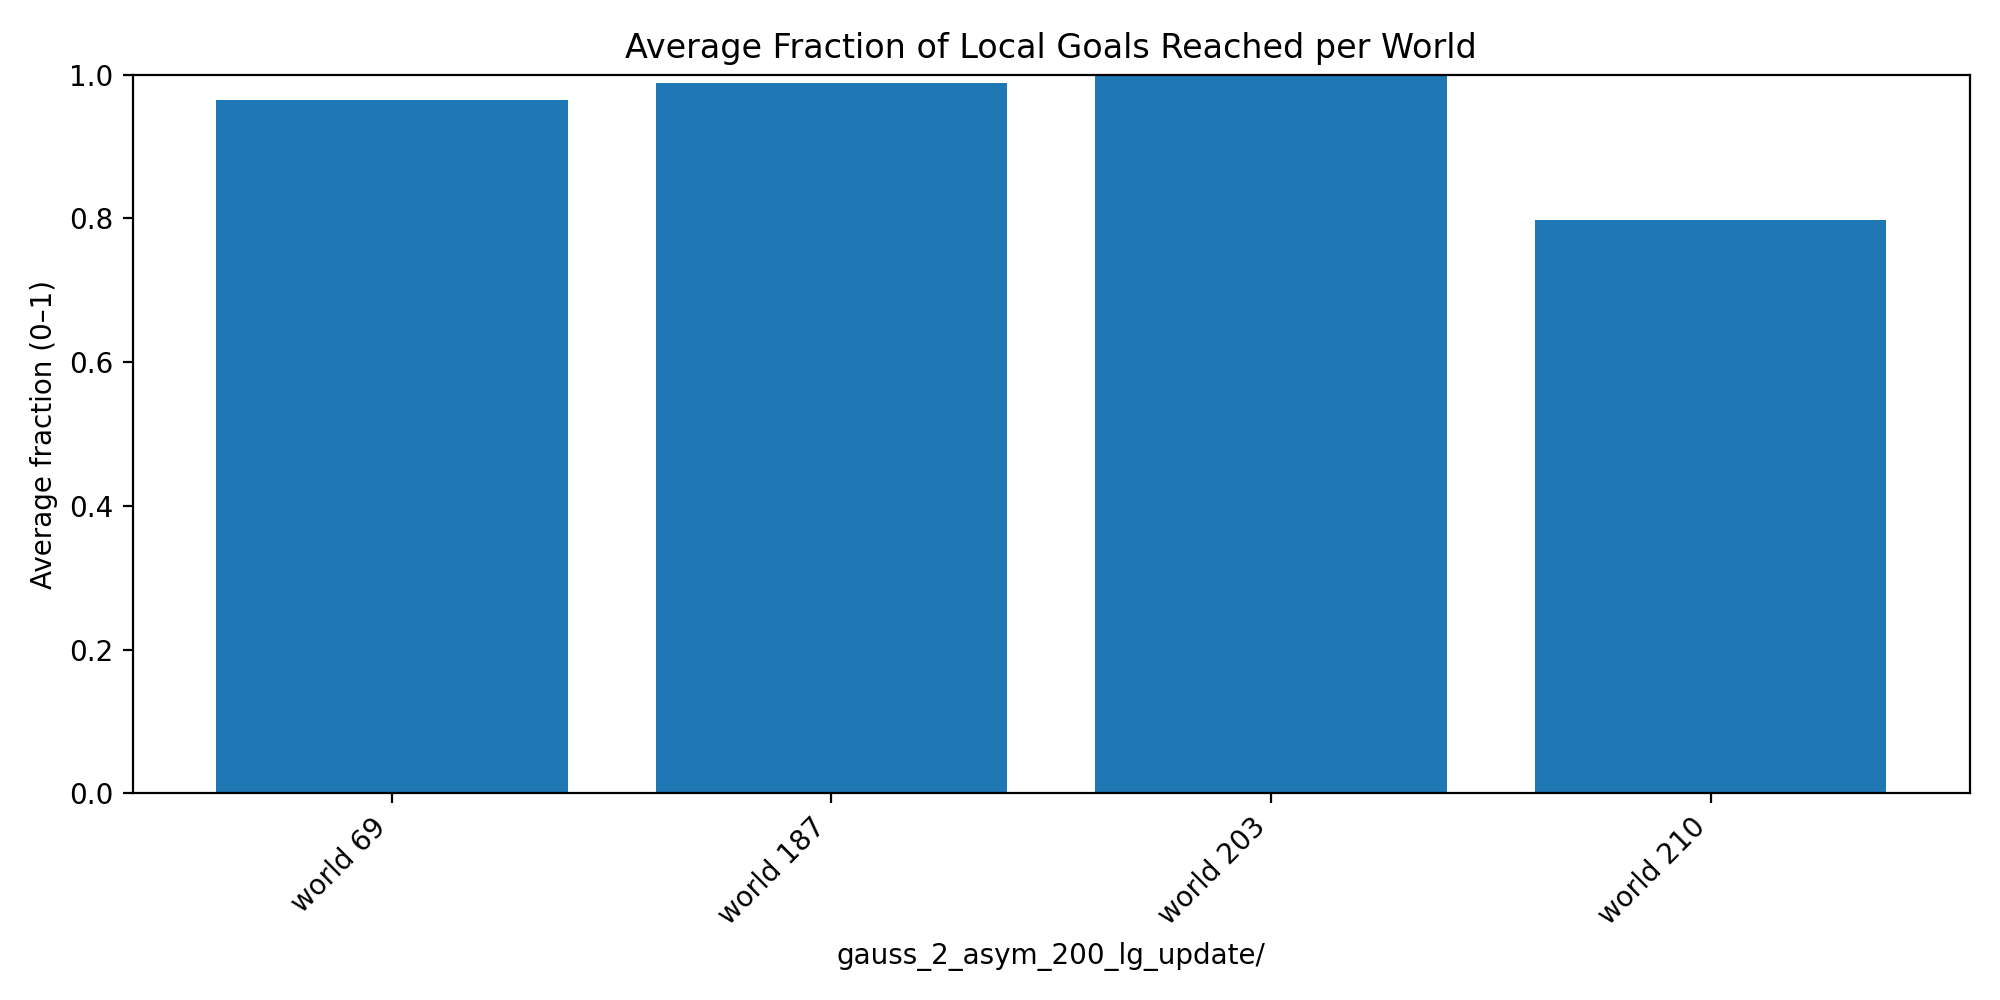 Average Fraction of Local Goals Reached per World
1.0
0.8
0.6
0.4
0.2
0.0
Average fraction (0–1)
world 69
world 187
world 203
world 210
gauss_2_asym_200_lg_update/